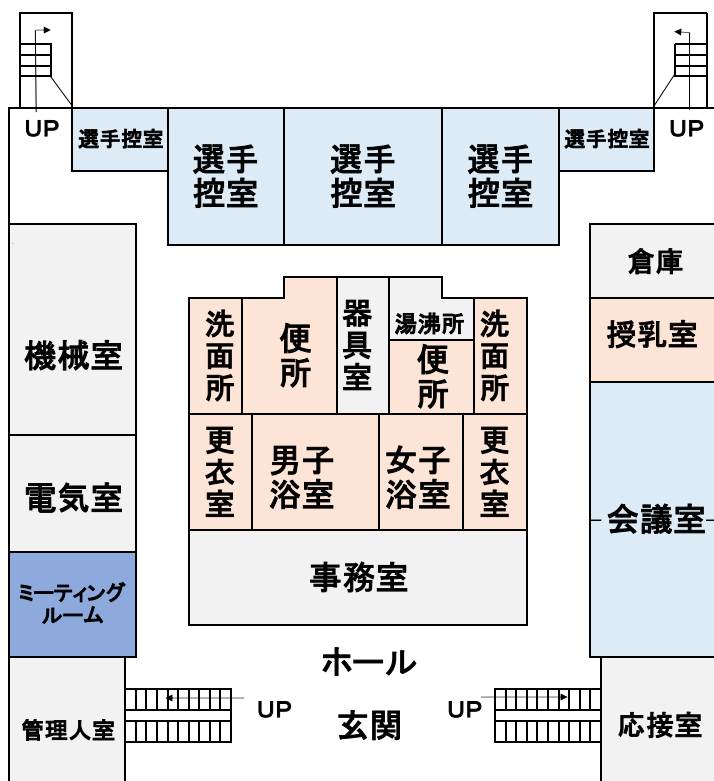 UP
UP
選手控室
選手
控室
選手
控室
選手
控室
選手控室
倉庫
機械室
洗面所
便所
器具室
湯沸所
便所
洗面所
授乳室
電気室
更衣室
男子
浴室
女子
浴室
更衣室
会議室
ミーティング
ルーム
事務室
ホール
管理人室
UP
玄関
UP
応接室